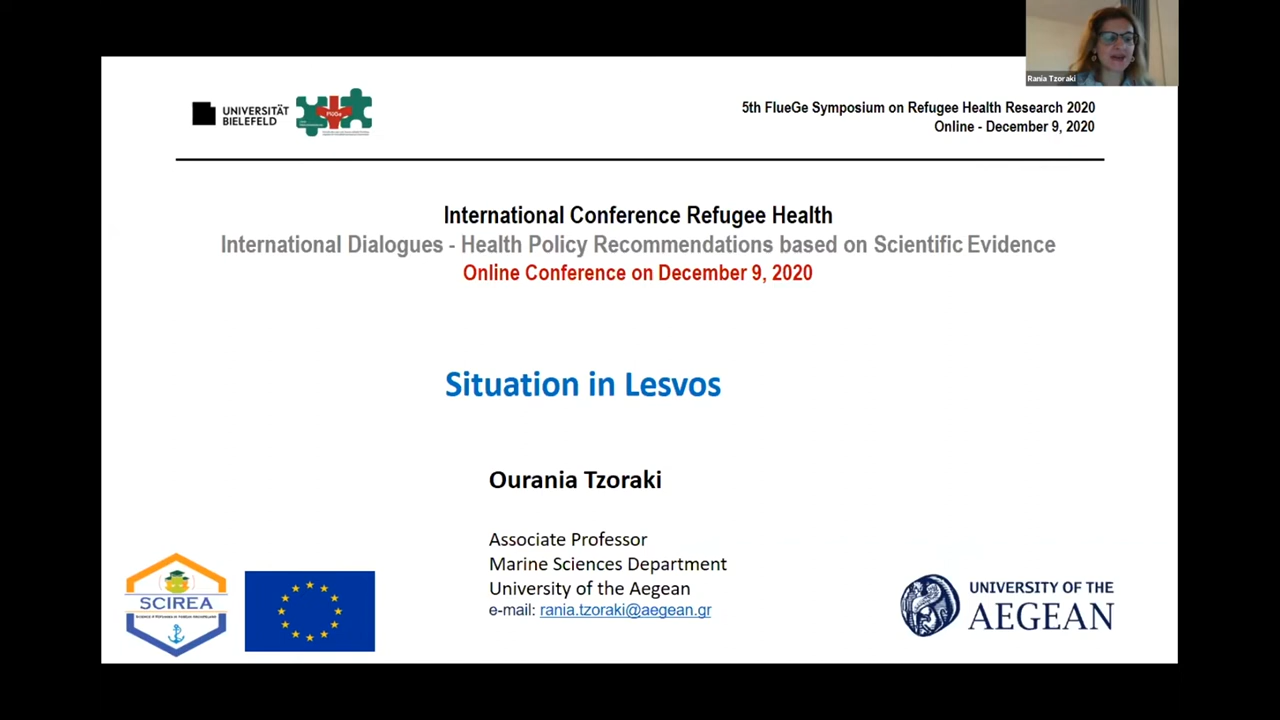 Rania Tzoraki
UNIVERSITÄT
BIELEFELD
FlüGe
5th FlueGe Symposium on Refugee Health Research 2020
Online - December 9, 2020
International Conference Refugee Health
International Dialogues - Health Policy Recommendations based on Scientific Evidence
Online Conference on December 9, 2020
Situation in Lesvos
Ourania Tzoraki
Associate Professor
Marine Sciences Department
University of the Aegean
e-mail: rania.tzoraki@aegean.gr
SCIREA
UNIVERSITY OF THE
AEGEAN